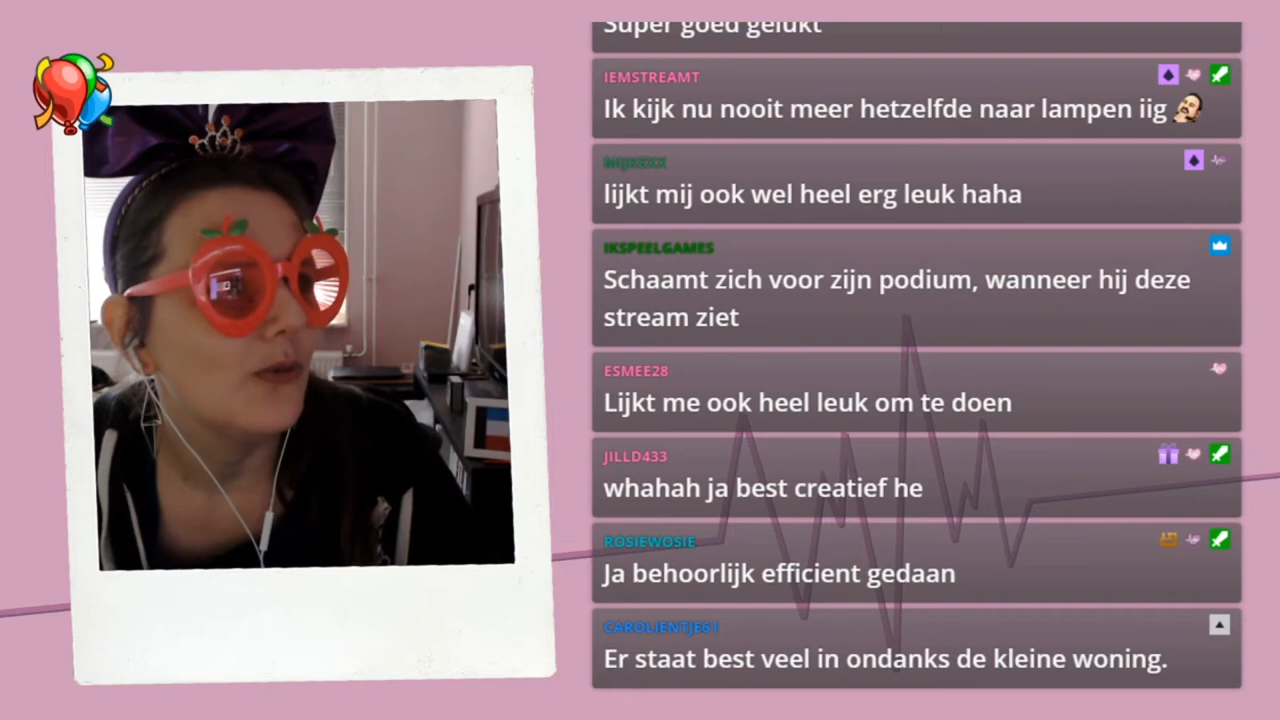 Super goed gelukt
IEMSTREAMT
Ik kijk nu nooit meer hetzelfde naar lampen iig
MIJKEXX
lijkt mij ook wel heel erg leuk haha
IKSPEELGAMES
Schaamt zich voor zijn podium, wanneer hij deze
stream ziet
ESMEE28
Lijkt me ook heel leuk om te doen
JILLD433
whahah ja best creatief he
ROSIEWOSIE
Ja behoorlijk efficient gedaan
CAROLIENTJE61
Er staat best veel in ondanks de kleine woning.